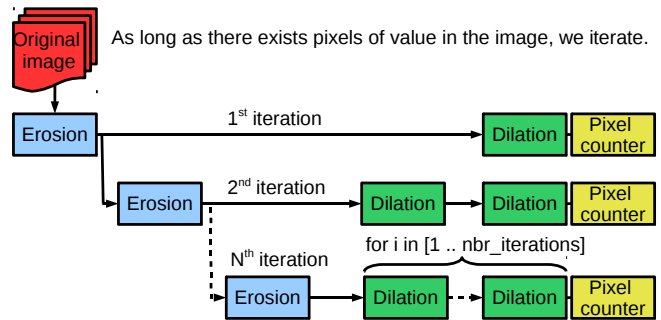 Original
image
As long as there exists pixels of value in the image, we iterate.
Erosion
1st iteration
Dilation
Pixel
counter
Erosion
2nd iteration
Dilation
Dilation
Pixel
counter
for i in [1 .. nbr_iterations]
Nth iteration
Erosion
Dilation
Dilation
Pixel
counter